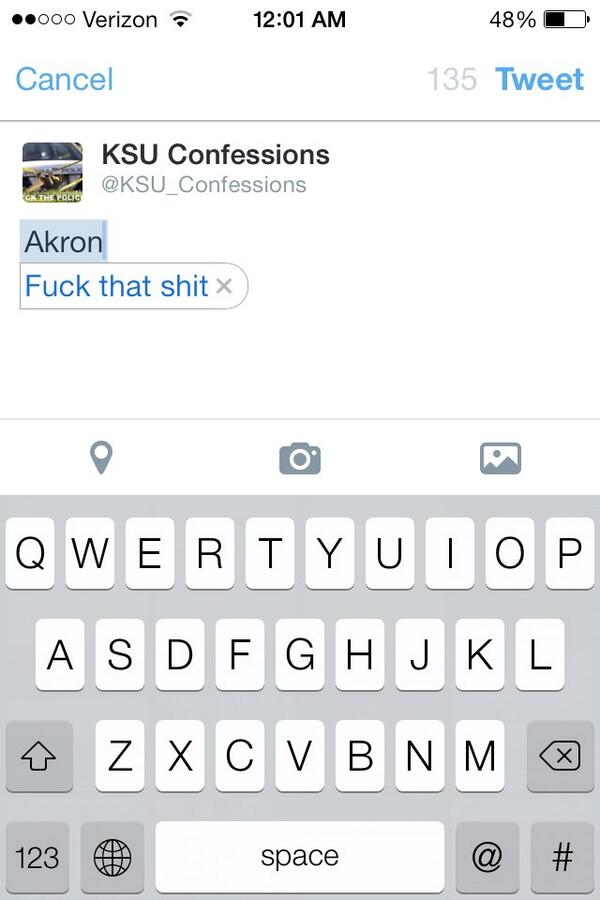 Verizon 12:01 AM 48%
Cancel 135 Tweet
KSU Confessions
@KSU_Confessions
CK THE POLIC
Akron
Fuck that shit ×
Q W E R T Y U I O P
A S D F G H J K L
Z X C V B N M
123 space @ #